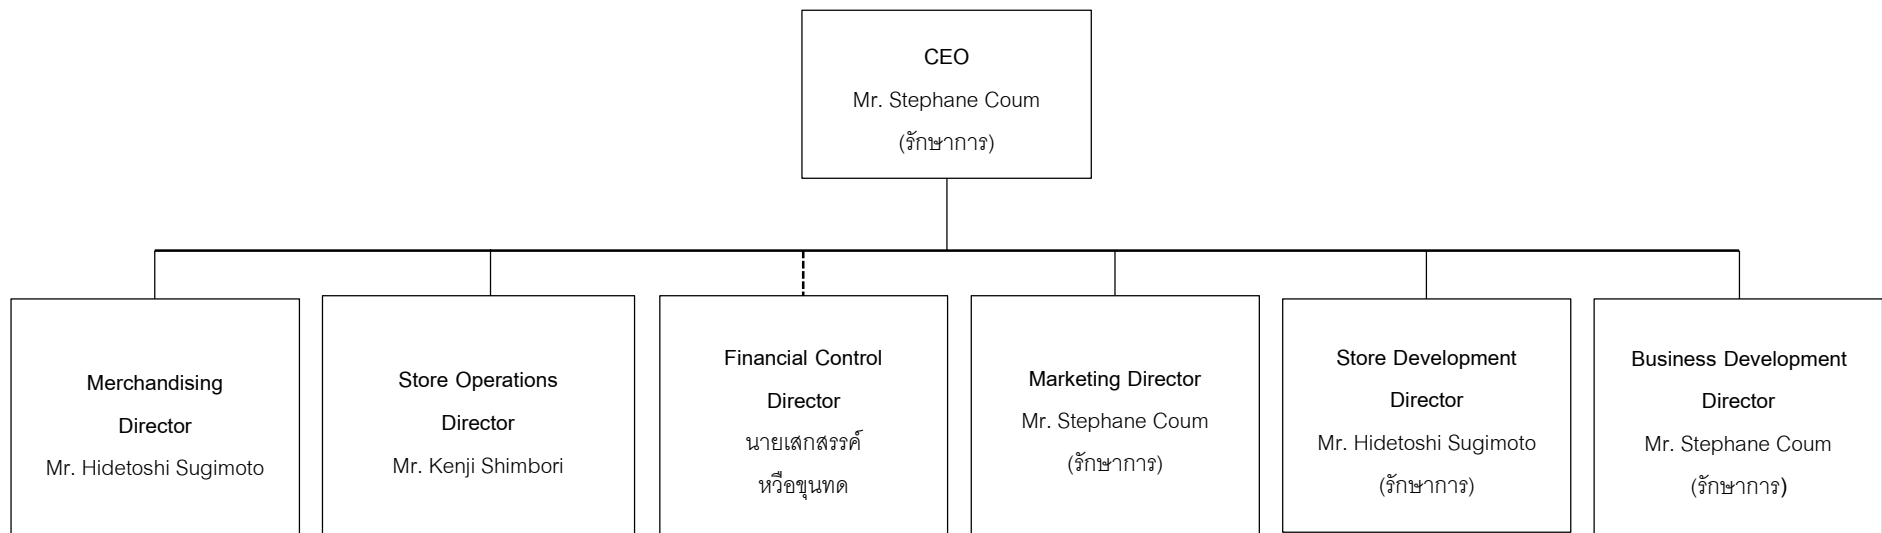 CEO
Mr. Stephane Coum
(รักษาการ)
Merchandising
Director
Mr. Hidetoshi Sugimoto
Store Operations
Director
Mr. Kenji Shimbori
Financial Control
Director
นายเสกสรรค์
หวือขุนทด
Marketing Director
Mr. Stephane Coum
(รักษาการ)
Store Development
Director
Mr. Hidetoshi Sugimoto
(รักษาการ)
Business Development
Director
Mr. Stephane Coum
(รักษาการ)